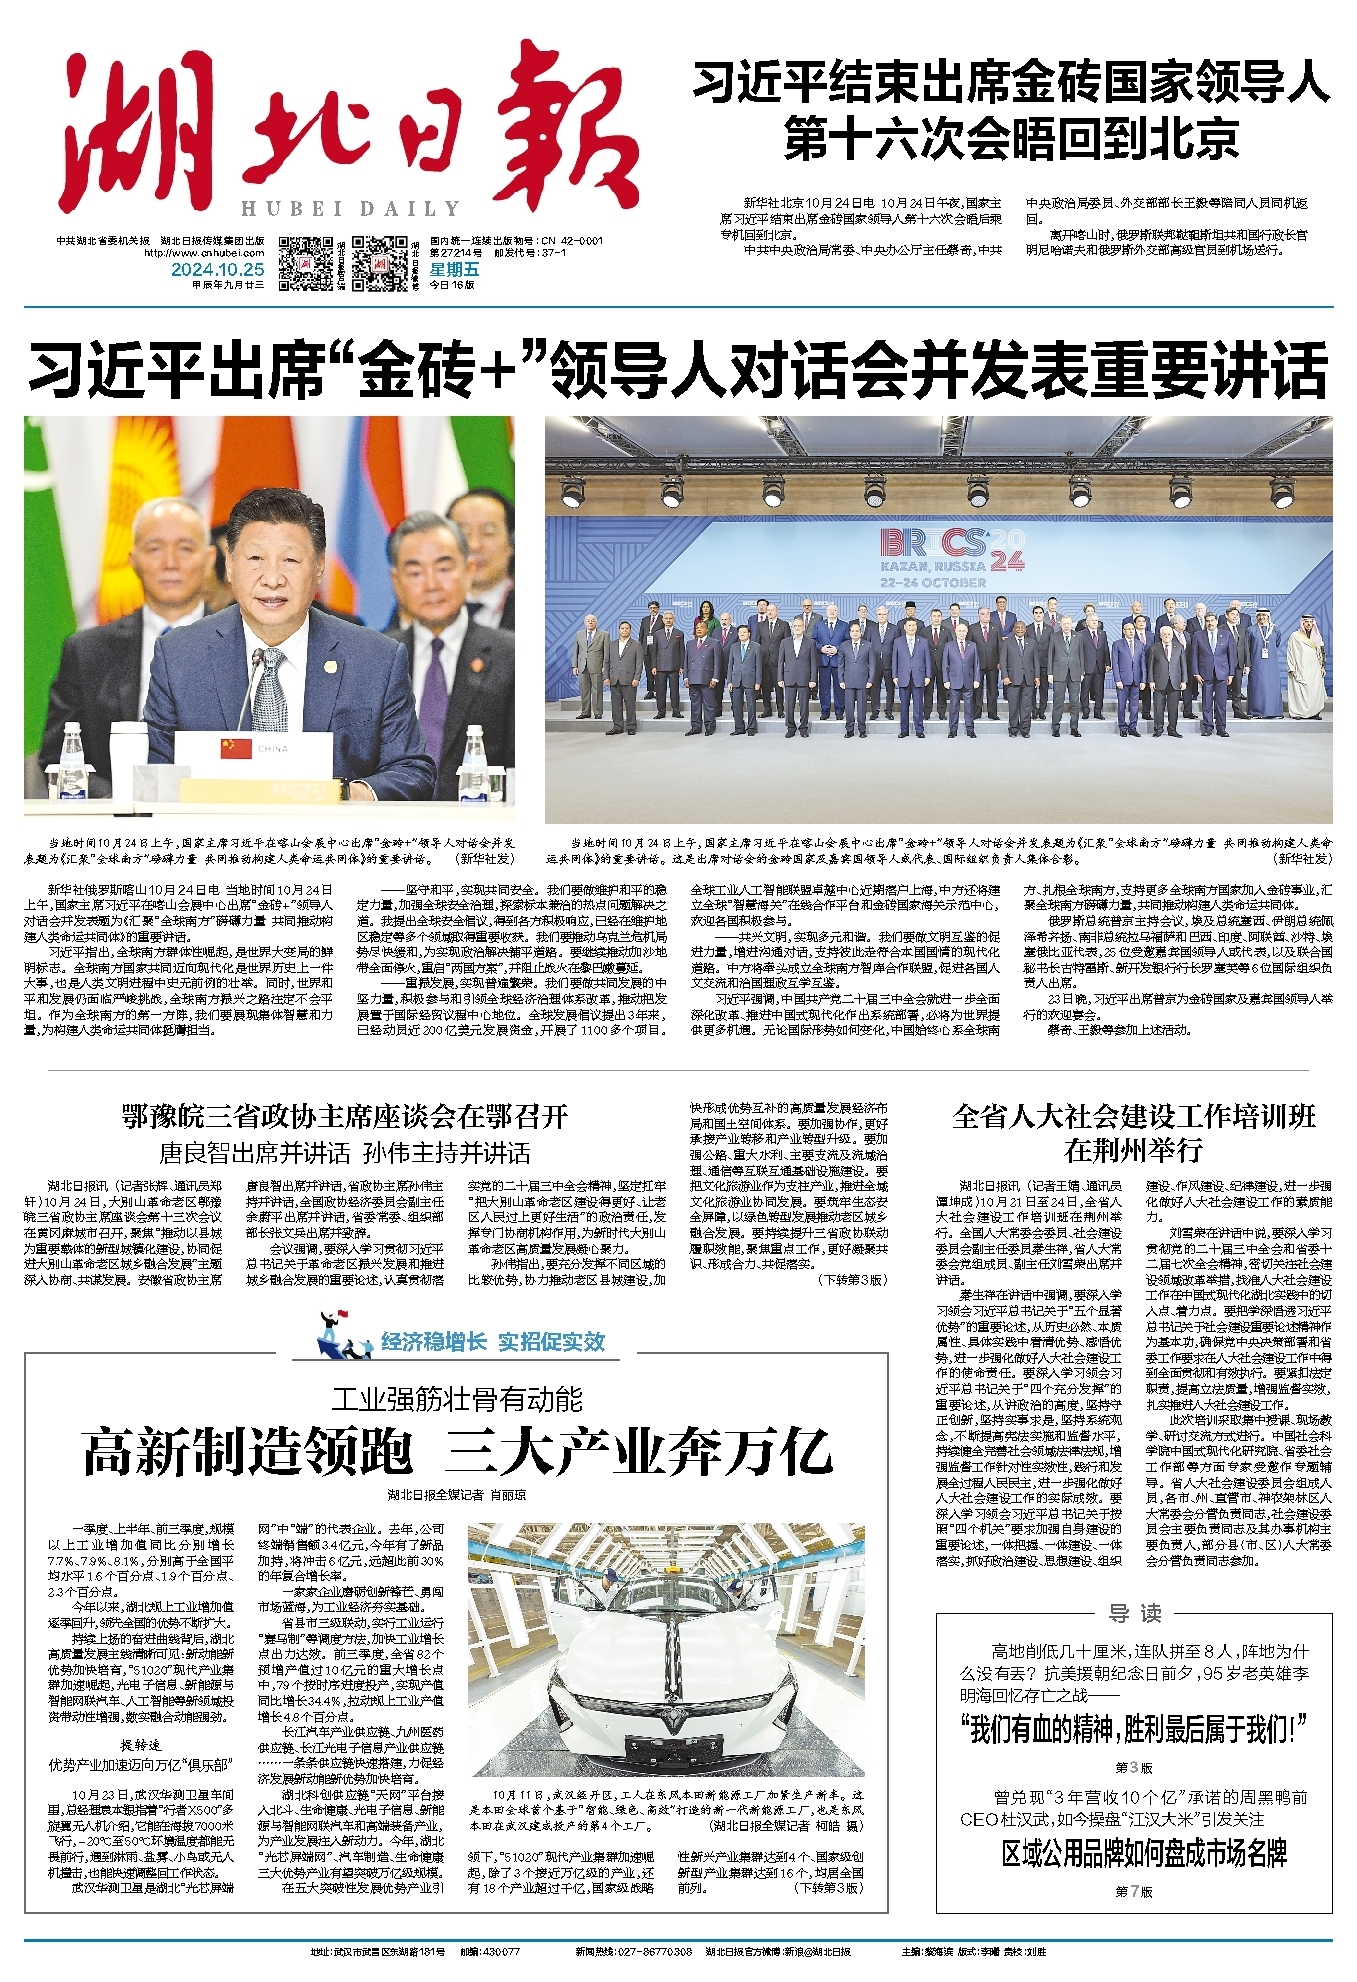 湖北日報
HUBEI DAILY
中共湖北省委机关报 湖北日报传媒集团出版
http://www.cnhubei.com
2024.10.25
甲辰年九月廿三
国内统一连续出版物号：CN 42-0001
第27214号 邮发代号：37-1
星期五
今日16版
习近平结束出席金砖国家领导人
第十六次会晤回到北京
新华社北京10月24日电 10月24日午夜，国家主
席习近平结束出席金砖国家领导人第十六次会晤后乘
专机回到北京。
中共中央政治局常委、中央办公厅主任蔡奇，中共
中央政治局委员、外交部部长王毅等陪同人员同机返
回。
离开喀山时，俄罗斯联邦鞑靼斯坦共和国行政长官
明尼哈诺夫和俄罗斯外交部高级官员到机场送行。
习近平出席“金砖+”领导人对话会并发表重要讲话
CHINA
BRICS 20
24
KAZAN, RUSSIA
22–24 OCTOBER
当地时间10月24日上午，国家主席习近平在喀山会展中心出席“金砖+”领导人对话会并发
表题为《汇聚“全球南方”磅礴力量 共同推动构建人类命运共同体》的重要讲话。 （新华社发）
当地时间10月24日上午，国家主席习近平在喀山会展中心出席“金砖+”领导人对话会并发表题为《汇聚“全球南方”磅礴力量 共同推动构建人类命
运共同体》的重要讲话。这是出席对话会的金砖国家及嘉宾国领导人或代表、国际组织负责人集体合影。 （新华社发）
新华社俄罗斯喀山10月24日电 当地时间10月24日
上午，国家主席习近平在喀山会展中心出席“金砖+”领导人
对话会并发表题为《汇聚“全球南方”磅礴力量 共同推动构
建人类命运共同体》的重要讲话。
习近平指出，全球南方群体性崛起，是世界大变局的鲜
明标志。全球南方国家共同迈向现代化是世界历史上一件
大事，也是人类文明进程中史无前例的壮举。同时，世界和
平和发展仍面临严峻挑战，全球南方振兴之路注定不会平
坦。作为全球南方的第一方阵，我们要展现集体智慧和力
量，为构建人类命运共同体挺膺担当。
——坚守和平，实现共同安全。我们要做维护和平的稳
定力量，加强全球安全治理，探索标本兼治的热点问题解决之
道。我提出全球安全倡议，得到各方积极响应，已经在维护地
区稳定等多个领域取得重要收获。我们要推动乌克兰危机局
势尽快缓和，为实现政治解决铺平道路。要继续推动加沙地
带全面停火，重启“两国方案”，并阻止战火在黎巴嫩蔓延。
——重振发展，实现普遍繁荣。我们要做共同发展的中
坚力量，积极参与和引领全球经济治理体系改革，推动把发
展置于国际经贸议程中心地位。全球发展倡议提出3年来，
已经动员近200亿美元发展资金，开展了1100多个项目。
全球工业人工智能联盟卓越中心近期落户上海，中方还将建
立全球“智慧海关”在线合作平台和金砖国家海关示范中心，
欢迎各国积极参与。
——共兴文明，实现多元和谐。我们要做文明互鉴的促
进力量，增进沟通对话，支持彼此走符合本国国情的现代化
道路。中方将牵头成立全球南方智库合作联盟，促进各国人
文交流和治国理政互学互鉴。
习近平强调，中国共产党二十届三中全会就进一步全面
深化改革、推进中国式现代化作出系统部署，必将为世界提
供更多机遇。无论国际形势如何变化，中国始终心系全球南
方、扎根全球南方，支持更多全球南方国家加入金砖事业，汇
聚全球南方磅礴力量，共同推动构建人类命运共同体。
俄罗斯总统普京主持会议，埃及总统塞西、伊朗总统佩
泽希齐扬、南非总统拉马福萨和巴西、印度、阿联酋、沙特、埃
塞俄比亚代表，25位受邀嘉宾国领导人或代表，以及联合国
秘书长古特雷斯、新开发银行行长罗塞芙等6位国际组织负
责人出席。
23日晚，习近平出席普京为金砖国家及嘉宾国领导人举
行的欢迎宴会。
蔡奇、王毅等参加上述活动。
鄂豫皖三省政协主席座谈会在鄂召开
唐良智出席并讲话 孙伟主持并讲话
湖北日报讯 （记者张辉、通讯员郑
轩）10月24日，大别山革命老区鄂豫
皖三省政协主席座谈会第十三次会议
在黄冈麻城市召开，聚焦“推动以县城
为重要载体的新型城镇化建设，协同促
进大别山革命老区城乡融合发展”主题
深入协商、共谋发展。安徽省政协主席
唐良智出席并讲话，省政协主席孙伟主
持并讲话，全国政协经济委员会副主任
余蔚平出席并讲话，省委常委、组织部
部长张文兵出席并致辞。
会议强调，要深入学习贯彻习近平
总书记关于革命老区振兴发展和推进
城乡融合发展的重要论述，认真贯彻落
实党的二十届三中全会精神，坚定扛牢
“把大别山革命老区建设得更好、让老
区人民过上更好生活”的政治责任，发
挥专门协商机构作用，为新时代大别山
革命老区高质量发展凝心聚力。
孙伟指出，要充分发挥不同区域的
比较优势，协力推动老区县城建设，加
快形成优势互补的高质量发展经济布
局和国土空间体系。要加强协作，更好
承接产业转移和产业转型升级。要加
强公路、重大水利、主要支流及流域治
理、通信等互联互通基础设施建设。要
把文化旅游业作为支柱产业，推进全域
文化旅游业协同发展。要筑牢生态安
全屏障，以绿色转型发展推动老区城乡
融合发展。要持续提升三省政协联动
履职效能，聚焦重点工作，更好凝聚共
识、形成合力、共促落实。
（下转第3版）
全省人大社会建设工作培训班
在荆州举行
湖北日报讯 （记者王婧、通讯员
谭坤成）10月21日至24日，全省人
大社会建设工作培训班在荆州举
行。全国人大常委会委员、社会建设
委员会副主任委员秦生祥，省人大常
委会党组成员、副主任刘雪荣出席并
讲话。
秦生祥在讲话中强调，要深入学
习领会习近平总书记关于“五个显著
优势”的重要论述，从历史必然、本质
属性、具体实践中看清优势、感悟优
势，进一步强化做好人大社会建设工
作的使命责任。要深入学习领会习
近平总书记关于“四个充分发挥”的
重要论述，从讲政治的高度，坚持守
正创新，坚持实事求是，坚持系统观
念，不断提高宪法实施和监督水平，
持续健全完善社会领域法律法规，增
强监督工作针对性实效性，践行和发
展全过程人民民主，进一步强化做好
人大社会建设工作的实际成效。要
深入学习领会习近平总书记关于按
照“四个机关”要求加强自身建设的
重要论述，一体把握、一体建设、一体
落实，抓好政治建设、思想建设、组织
建设、作风建设、纪律建设，进一步强
化做好人大社会建设工作的素质能
力。
刘雪荣在讲话中说，要深入学习
贯彻党的二十届三中全会和省委十
二届七次全会精神，密切关注社会建
设领域改革举措，找准人大社会建设
工作在中国式现代化湖北实践中的切
入点、着力点。要把学深悟透习近平
总书记关于社会建设重要论述精神作
为基本功，确保党中央决策部署和省
委工作要求在人大社会建设工作中得
到全面贯彻和有效执行。要紧扣法定
职责，提高立法质量，增强监督实效，
扎实推进人大社会建设工作。
此次培训采取集中授课、现场教
学、研讨交流方式进行。中国社会科
学院中国式现代化研究院、省委社会
工作部等方面专家受邀作专题辅
导。省人大社会建设委员会组成人
员，各市、州、直管市、神农架林区人
大常委会分管负责同志，社会建设委
员会主要负责同志及其办事机构主
要负责人，部分县（市、区）人大常委
会分管负责同志参加。
经济稳增长 实招促实效
工业强筋壮骨有动能
高新制造领跑 三大产业奔万亿
湖北日报全媒记者 肖丽琼
一季度、上半年、前三季度，规模
以上工业增加值同比分别增长
7.7%、7.9%、8.1%，分别高于全国平
均水平1.6个百分点、1.9个百分点、
2.3个百分点。
今年以来，湖北规上工业增加值
逐季回升，领先全国的优势不断扩大。
持续上扬的奋进曲线背后，湖北
高质量发展主线清晰可见：新动能新
优势加快培育，“51020”现代产业集
群加速崛起，光电子信息、新能源与
智能网联汽车、人工智能等新领域投
资带动性增强，数实融合动能强劲。
提转速
优势产业加速迈向万亿“俱乐部”
10月23日，武汉华测卫星车间
里，总经理袁本银指着“行者X500”多
旋翼无人机介绍，它能在海拔7000米
飞行，-20℃至50℃环境温度都能无
畏前行，遇到淋雨、盐雾、小鸟或无人
机撞击，也能快速调整回工作状态。
武汉华测卫星是湖北“光芯屏端
网”中“端”的代表企业。去年，公司
终端销售额3.4亿元，今年有了新品
加持，将冲击6亿元，远超此前30%
的年复合增长率。
一家家企业磨砺创新锋芒、勇闯
市场蓝海，为工业经济夯实基础。
省县市三级联动，实行工业运行
“赛马制”等调度方法，加快工业增长
点出力达效。前三季度，全省82个
预增产值过10亿元的重大增长点
中，79个按时序进度投产，实现产值
同比增长34.4%，拉动规上工业产值
增长4.8个百分点。
长江汽车产业供应链、九州医药
供应链、长江光电子信息产业供应链
……一条条供应链快速搭建，力促经
济发展新动能新优势加快培育。
湖北科创供应链“天网”平台接
入北斗、生命健康、光电子信息、新能
源与智能网联汽车和高端装备产业，
为产业发展注入新动力。今年，湖北
“光芯屏端网”、汽车制造、生命健康
三大优势产业有望突破万亿级规模。
在五大突破性发展优势产业引
10月11日，武汉经开区，工人在东风本田新能源工厂加紧生产新车。这
是本田全球首个基于“智能、绿色、高效”打造的新一代新能源工厂，也是东风
本田在武汉建成投产的第4个工厂。 （湖北日报全媒记者 柯皓 摄）
领下，“51020”现代产业集群加速崛
起，除了3个接近万亿级的产业，还
有18个产业超过千亿，国家级战略
性新兴产业集群达到4个、国家级创
新型产业集群达到16个，均居全国
前列。 （下转第3版）
导读
高地削低几十厘米，连队拼至8人，阵地为什
么没有丢？抗美援朝纪念日前夕，95岁老英雄李
明海回忆存亡之战——
“我们有血的精神，胜利最后属于我们！”
第3版
曾兑现“3年营收10个亿”承诺的周黑鸭前
CEO杜汉武，如今操盘“江汉大米”引发关注
区域公用品牌如何盘成市场名牌
第7版
地址：武汉市武昌区东湖路181号 邮编：430077 新闻热线：027-86770308 湖北日报官方微博：新浪@湖北日报 主编：蔡海滨 版式：李曙 责校：刘胜